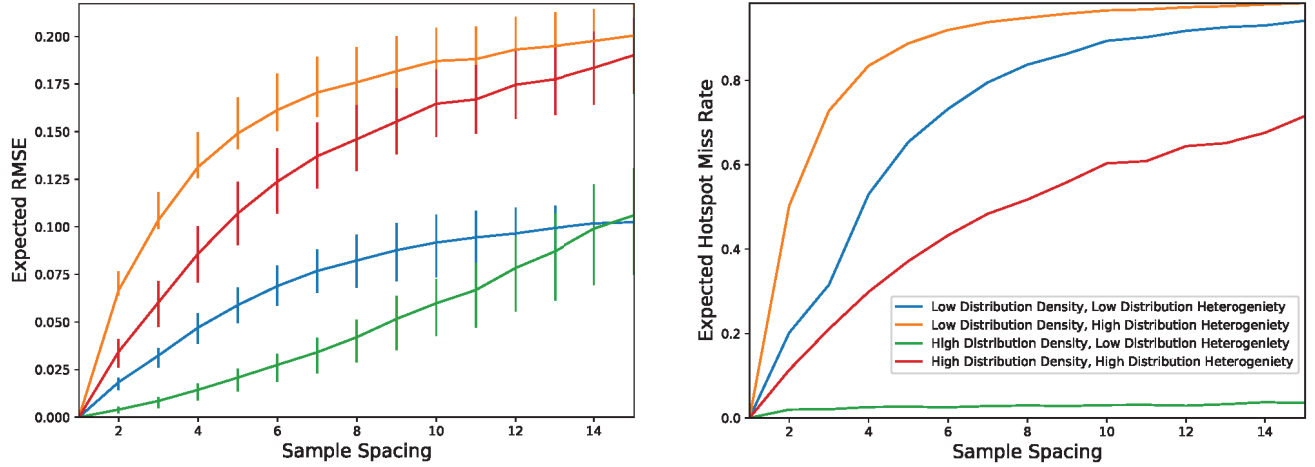 Expected RMSE
0.200
0.175
0.150
0.125
0.100
0.075
0.050
0.025
0.000
2 4 6 8 10 12 14
Sample Spacing
Expected Hotspot Miss Rate
0.8
0.6
0.4
0.2
0.0
Low Distribution Density, Low Distribution Heterogeniety
Low Distribution Density, High Distribution Heterogeniety
High Distribution Density, Low Distribution Heterogeniety
High Distribution Density, High Distribution Heterogeniety
2 4 6 8 10 12 14
Sample Spacing